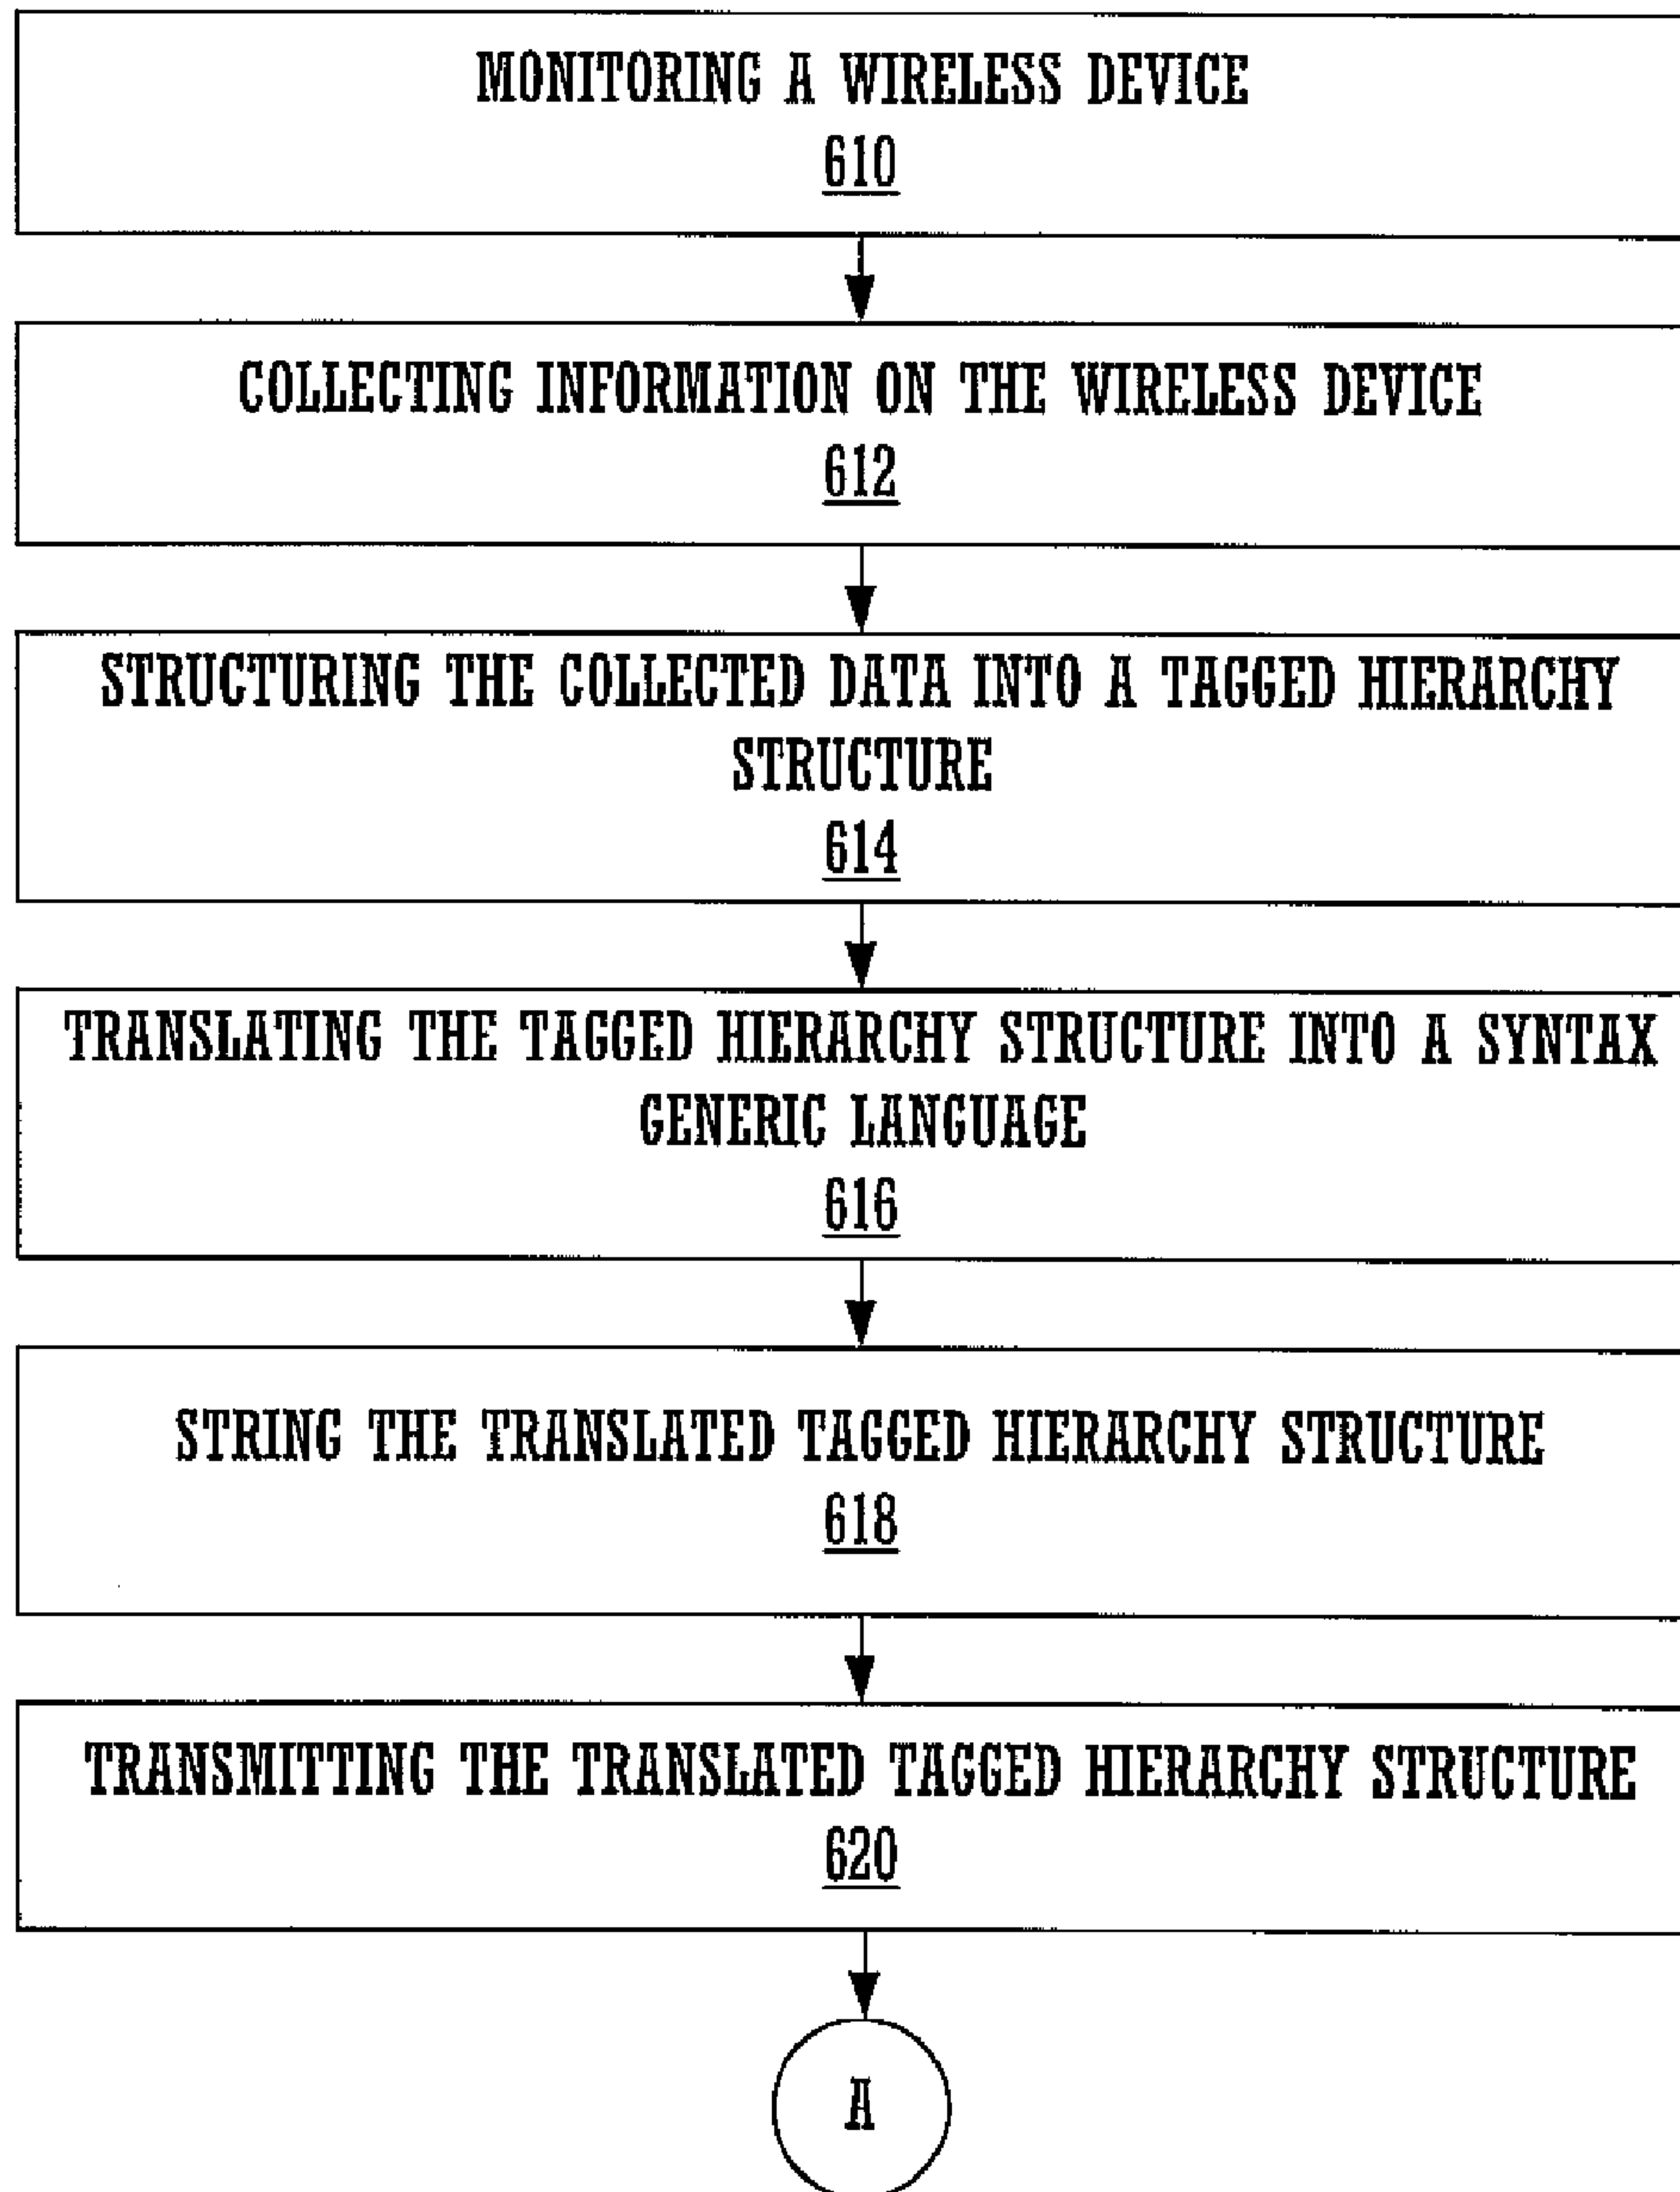 MONITORING A WIRELESS DEVICE
610
COLLECTING INFORMATION ON THE WIRELESS DEVICE
612
STRUCTURING THE COLLECTED DATA INTO A TAGGED HIERARCHY
STRUCTURE
614
TRANSLATING THE TAGGED HIERARCHY STRUCTURE INTO A SYNTAX
GENERIC LANGUAGE
616
STRING THE TRANSLATED TAGGED HIERARCHY STRUCTURE
618
TRANSMITTING THE TRANSLATED TAGGED HIERARCHY STRUCTURE
620
A